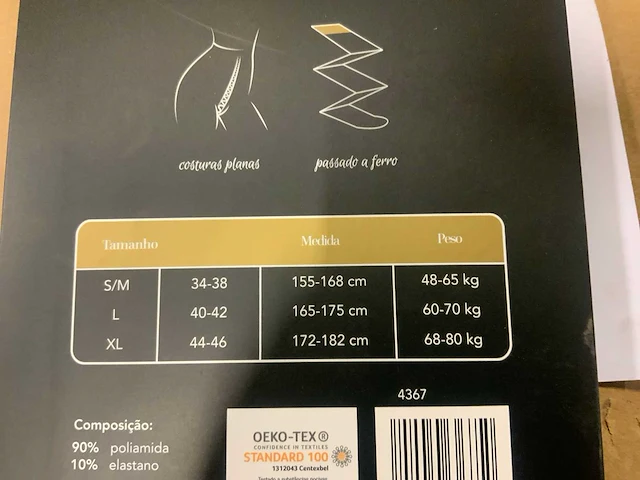 costuras planas
passado a ferro
Tamanho Medida Peso
S/M 34-38 155-168 cm 48-65 kg
L 40-42 165-175 cm 60-70 kg
XL 44-46 172-182 cm 68-80 kg
4367
Composição:
90% poliamida
10% elastano
OEKO-TEX®
CONFIDENCE IN TEXTILES
STANDARD 100
1312043 Centexbel